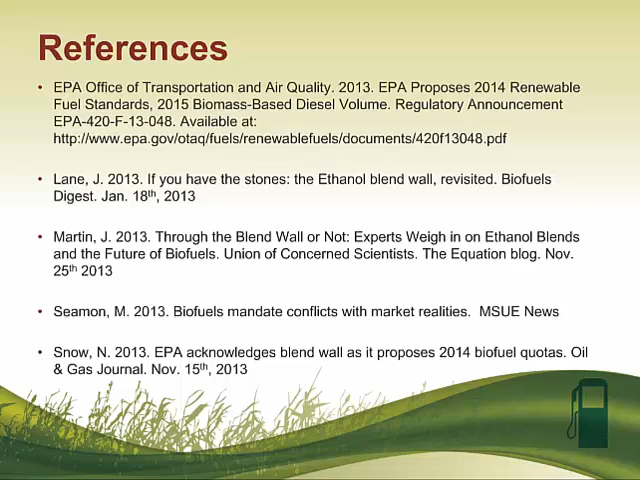 References
• EPA Office of Transportation and Air Quality. 2013. EPA Proposes 2014 Renewable
Fuel Standards, 2015 Biomass-Based Diesel Volume. Regulatory Announcement
EPA-420-F-13-048. Available at:
http://www.epa.gov/otaq/fuels/renewablefuels/documents/420f13048.pdf
• Lane, J. 2013. If you have the stones: the Ethanol blend wall, revisited. Biofuels
Digest. Jan. 18th, 2013
• Martin, J. 2013. Through the Blend Wall or Not: Experts Weigh in on Ethanol Blends
and the Future of Biofuels. Union of Concerned Scientists. The Equation blog. Nov.
25th 2013
• Seamon, M. 2013. Biofuels mandate conflicts with market realities. MSUE News
• Snow, N. 2013. EPA acknowledges blend wall as it proposes 2014 biofuel quotas. Oil
& Gas Journal. Nov. 15th, 2013